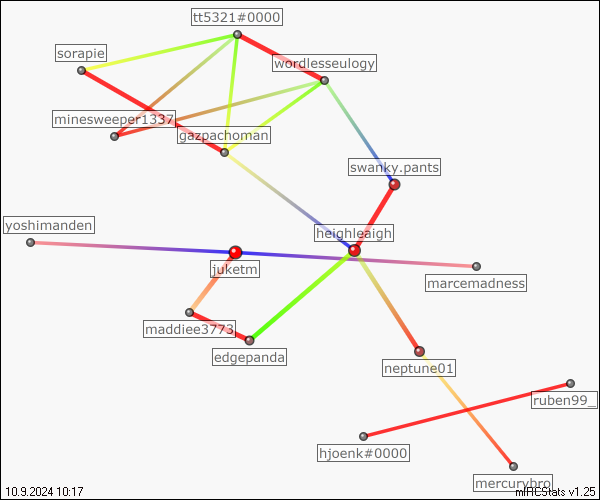 tt5321#0000
sorapie
wordlesseulogy
minesweeper1337
gazpachoman
swanky.pants
yoshimanden
heighleaigh
juketm
marcemadness
maddiee3773
edgepanda
neptune01
ruben99_
hjoenk#0000
mercurybro
10.9.2024 10:17
mIRCStats v1.25